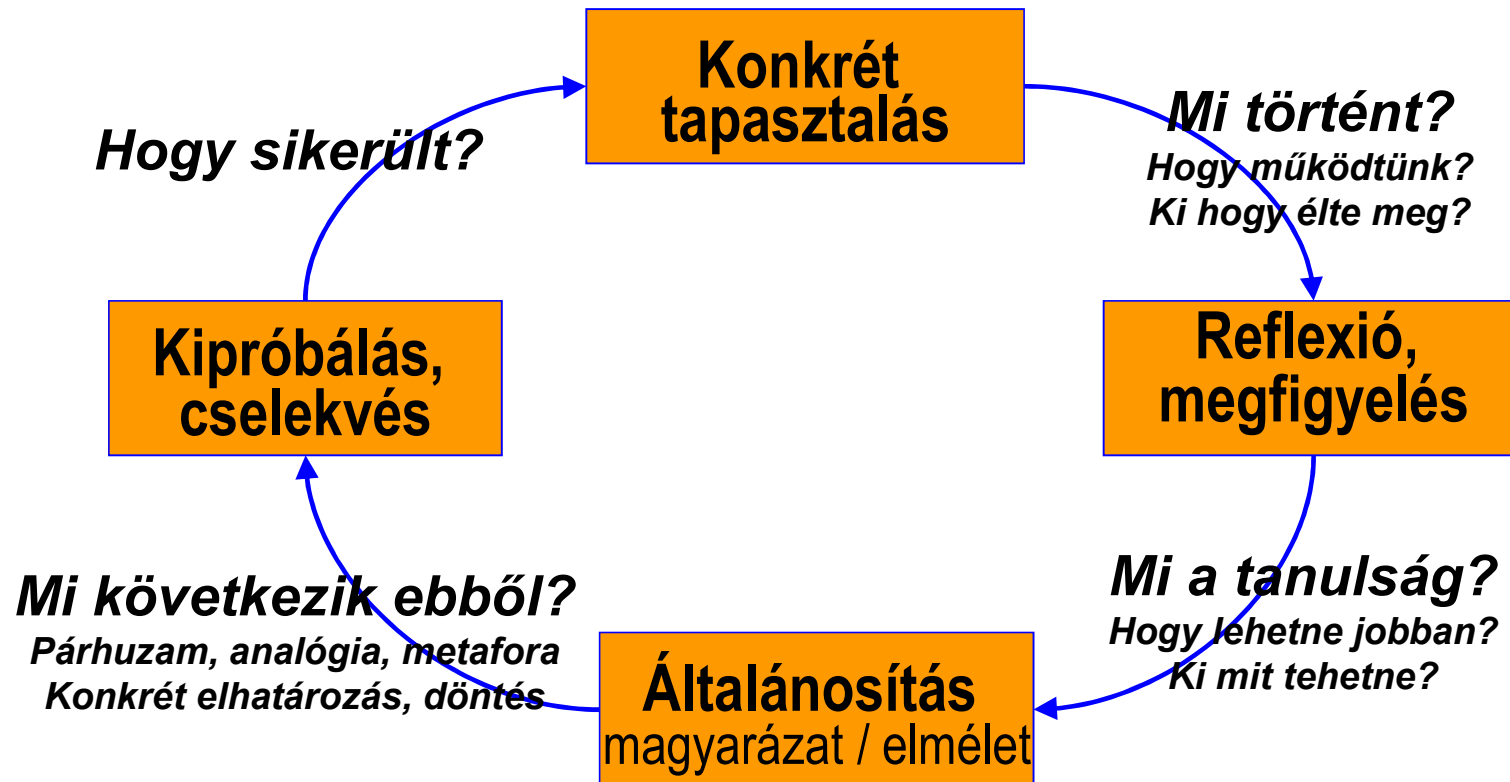 Konkrét
tapasztalás
Mi történt?
Hogy működtünk?
Ki hogy élte meg?
Reflexió,
megfigyelés
Mi a tanulság?
Hogy lehetne jobban?
Ki mit tehetne?
Általánosítás
magyarázat / elmélet
Mi következik ebből?
Párhuzam, analógia, metafora
Konkrét elhatározás, döntés
Kipróbálás,
cselekvés
Hogy sikerült?